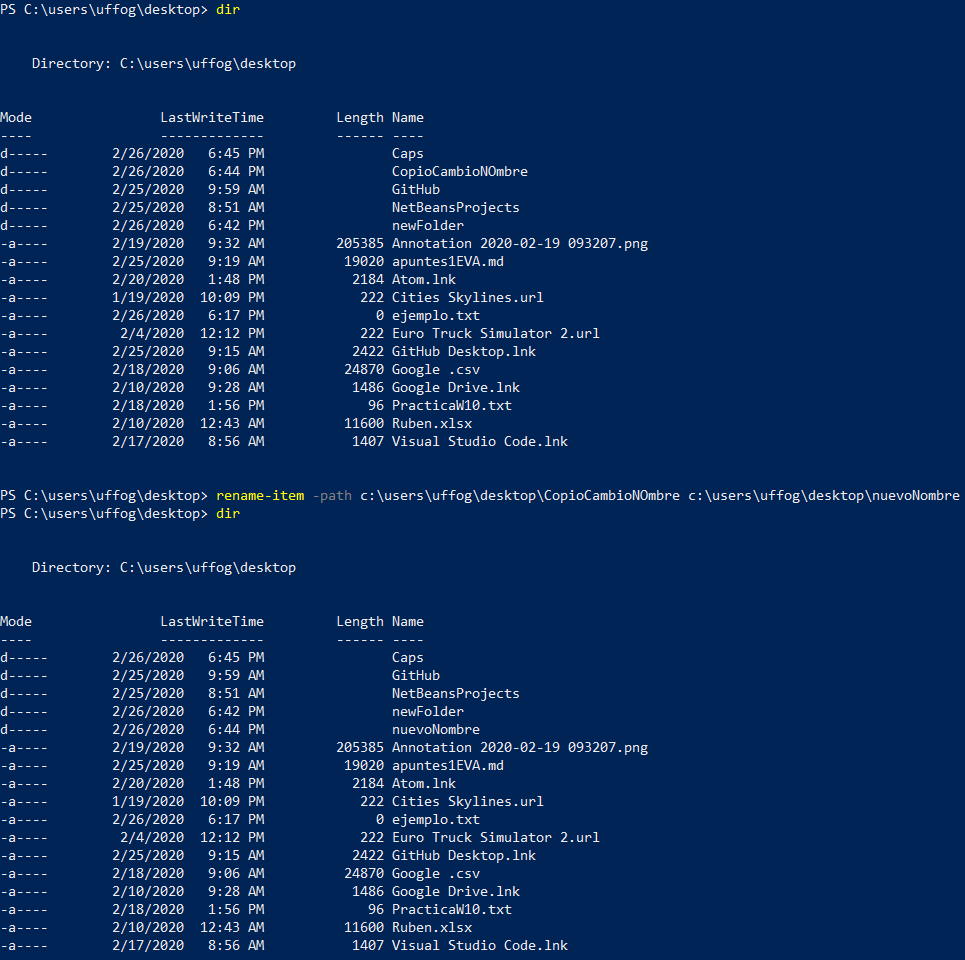 PS C:\users\uffog\desktop> dir
Directory: C:\users\uffog\desktop
Mode                LastWriteTime         Length Name
----                -------------         ------ ----
d-----        2/26/2020   6:45 PM                Caps
d-----        2/26/2020   6:44 PM                CopioCambioNOmbre
d-----        2/25/2020   9:59 AM                GitHub
d-----        2/25/2020   8:51 AM                NetBeansProjects
d-----        2/26/2020   6:42 PM                newFolder
-a----        2/19/2020   9:32 AM         205385 Annotation 2020-02-19 093207.png
-a----        2/25/2020   9:19 AM          19020 apuntes1EVA.md
-a----        2/20/2020   1:48 PM           2184 Atom.lnk
-a----        1/19/2020  10:09 PM            222 Cities Skylines.url
-a----        2/26/2020   6:17 PM              0 ejemplo.txt
-a----         2/4/2020  12:12 PM            222 Euro Truck Simulator 2.url
-a----        2/25/2020   9:15 AM           2422 GitHub Desktop.lnk
-a----        2/18/2020   9:06 AM          24870 Google .csv
-a----        2/10/2020   9:28 AM           1486 Google Drive.lnk
-a----        2/18/2020   1:56 PM             96 PracticaW10.txt
-a----        2/10/2020  12:43 AM          11600 Ruben.xlsx
-a----        2/17/2020   8:56 AM           1407 Visual Studio Code.lnk
PS C:\users\uffog\desktop> rename-item -path c:\users\uffog\desktop\CopioCambioNOmbre c:\users\uffog\desktop\nuevoNombre
PS C:\users\uffog\desktop> dir
Directory: C:\users\uffog\desktop
Mode                LastWriteTime         Length Name
----                -------------         ------ ----
d-----        2/26/2020   6:45 PM                Caps
d-----        2/25/2020   9:59 AM                GitHub
d-----        2/25/2020   8:51 AM                NetBeansProjects
d-----        2/26/2020   6:42 PM                newFolder
d-----        2/26/2020   6:44 PM                nuevoNombre
-a----        2/19/2020   9:32 AM         205385 Annotation 2020-02-19 093207.png
-a----        2/25/2020   9:19 AM          19020 apuntes1EVA.md
-a----        2/20/2020   1:48 PM           2184 Atom.lnk
-a----        1/19/2020  10:09 PM            222 Cities Skylines.url
-a----        2/26/2020   6:17 PM              0 ejemplo.txt
-a----         2/4/2020  12:12 PM            222 Euro Truck Simulator 2.url
-a----        2/25/2020   9:15 AM           2422 GitHub Desktop.lnk
-a----        2/18/2020   9:06 AM          24870 Google .csv
-a----        2/10/2020   9:28 AM           1486 Google Drive.lnk
-a----        2/18/2020   1:56 PM             96 PracticaW10.txt
-a----        2/10/2020  12:43 AM          11600 Ruben.xlsx
-a----        2/17/2020   8:56 AM           1407 Visual Studio Code.lnk